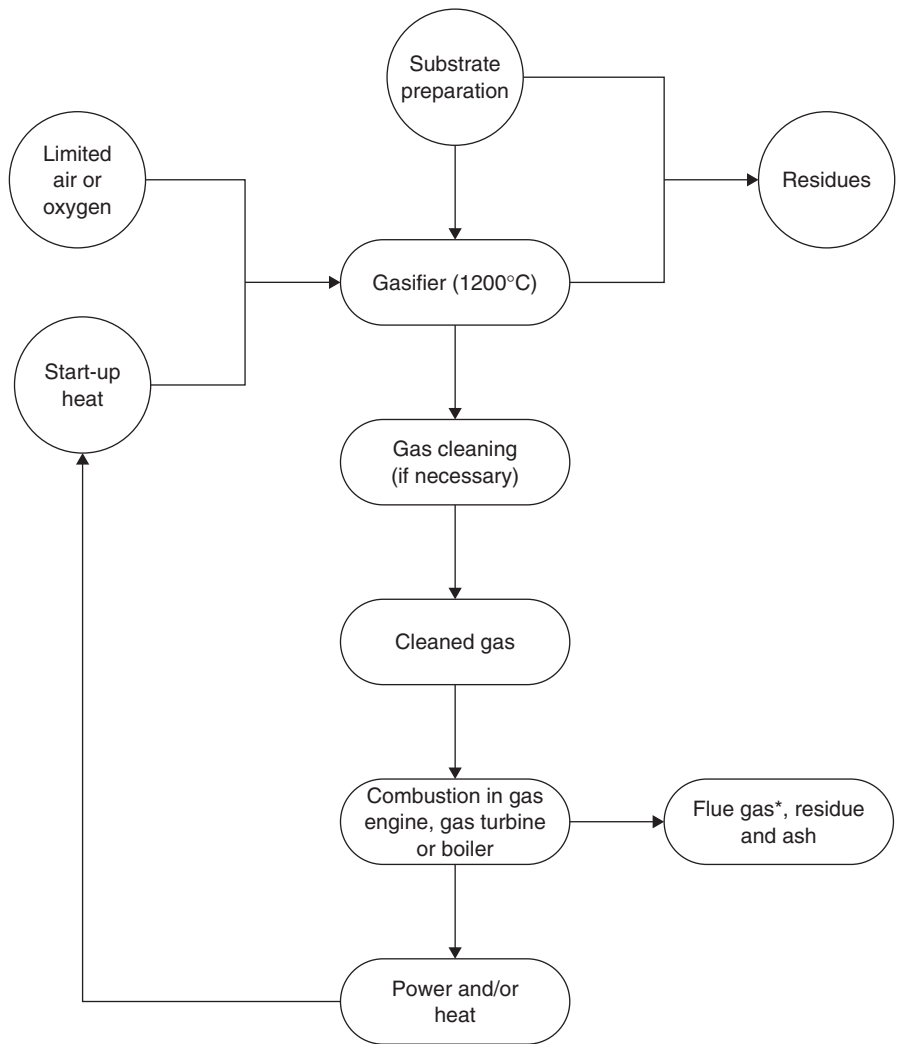 Substrate
preparation
Limited
air or
oxygen
Residues
Gasifier (1200°C)
Start-up
heat
Gas cleaning
(if necessary)
Cleaned gas
Combustion in gas
engine, gas turbine
or boiler
Flue gas*, residue
and ash
Power and/or
heat